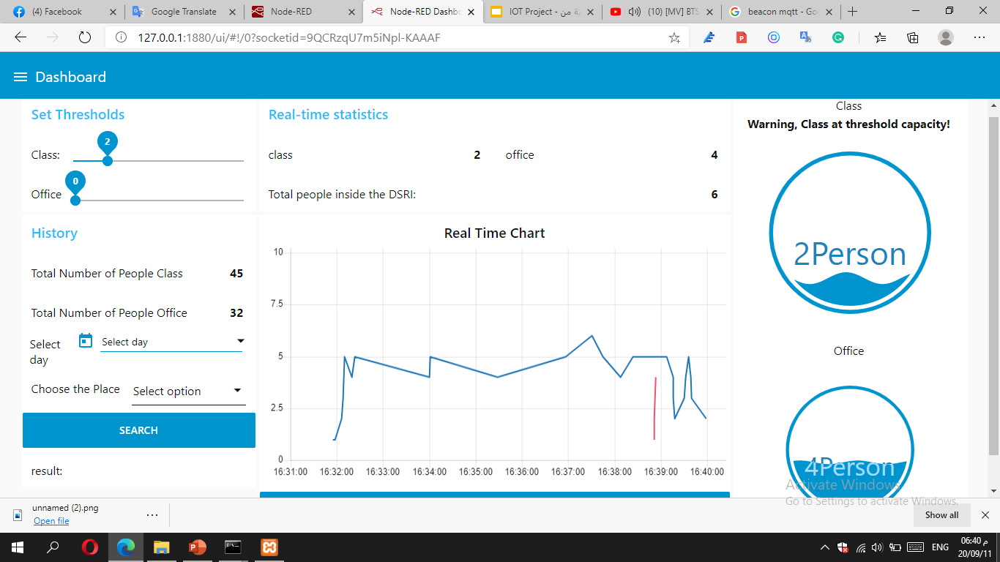 (4) Facebook
Google Translate
Node-RED
Node-RED Dashbo
IOT Project - ية من
(10) [MV] BTS
beacon mqtt - Go
127.0.0.1:1880/ui/#!/0?socketid=9QCRzqU7m5iNpl-KAAAF
Dashboard
Set Thresholds
Class:
2
Office
0
Real-time statistics
class
2
office
4
Total people inside the DSRI:
6
Class
Warning, Class at threshold capacity!
2Person
Office
4Person
History
Total Number of People Class
45
Total Number of People Office
32
Select
day
Select day
Choose the Place
Select option
SEARCH
result:
Real Time Chart
10
7.5
5
2.5
0
16:31:00
16:32:00
16:33:00
16:34:00
16:35:00
16:36:00
16:37:00
16:38:00
16:39:00
16:40:00
Activate Windows
Go to Settings to activate Windows.
unnamed (2).png
Open file
Show all
ENG
06:40 م
20/09/11